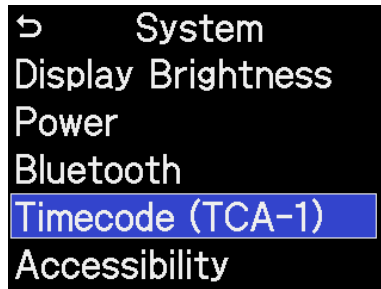 System
Display Brightness
Power
Bluetooth
Timecode (TCA-1)
Accessibility